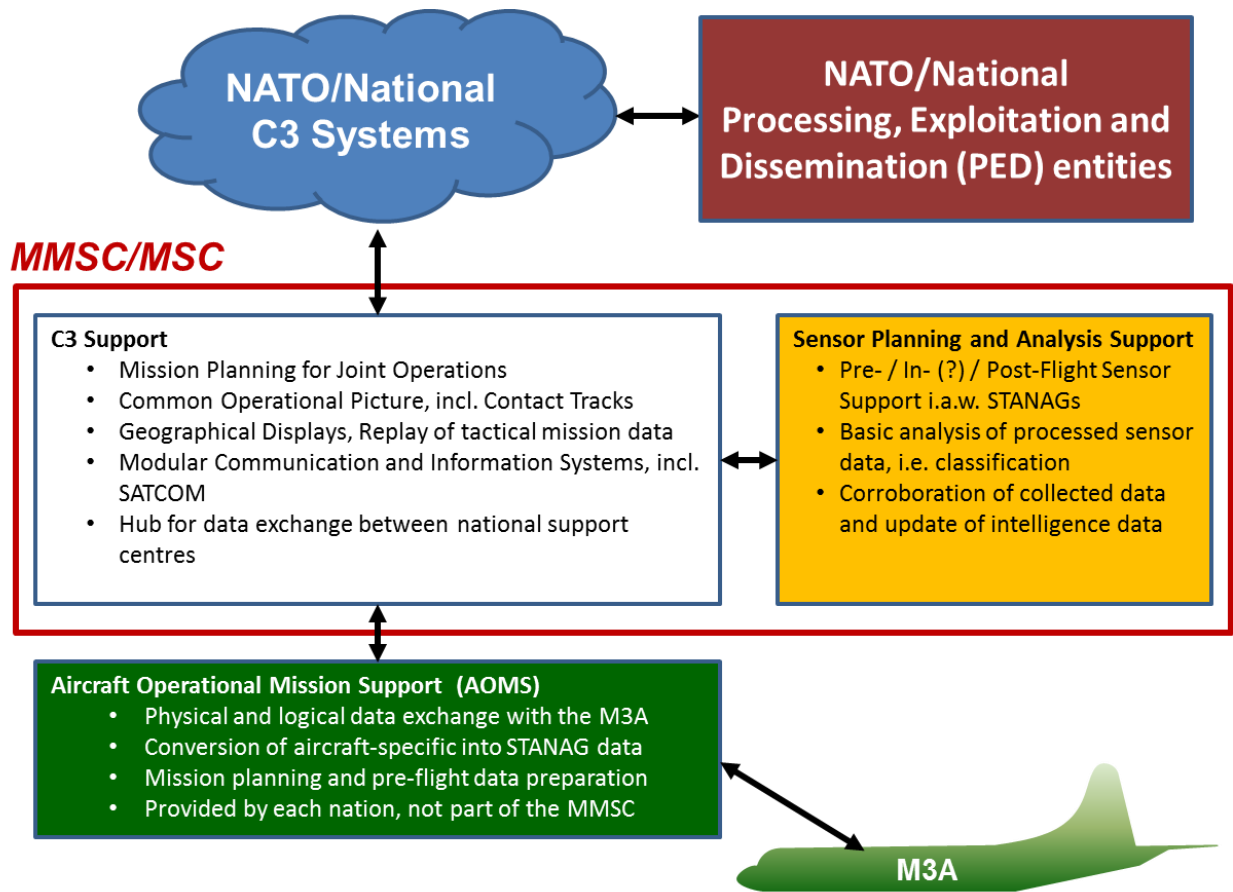 NATO/National
C3 Systems
NATO/National
Processing, Exploitation and
Dissemination (PED) entities
MMSC/MSC
C3 Support
• Mission Planning for Joint Operations
• Common Operational Picture, incl. Contact Tracks
• Geographical Displays, Replay of tactical mission data
• Modular Communication and Information Systems, incl.
SATCOM
• Hub for data exchange between national support
centres
Sensor Planning and Analysis Support
• Pre- / In- (?) / Post-Flight Sensor
Support i.a.w. STANAGs
• Basic analysis of processed sensor
data, i.e. classification
• Corroboration of collected data
and update of intelligence data
Aircraft Operational Mission Support (AOMS)
• Physical and logical data exchange with the M3A
• Conversion of aircraft-specific into STANAG data
• Mission planning and pre-flight data preparation
• Provided by each nation, not part of the MMSC
M3A